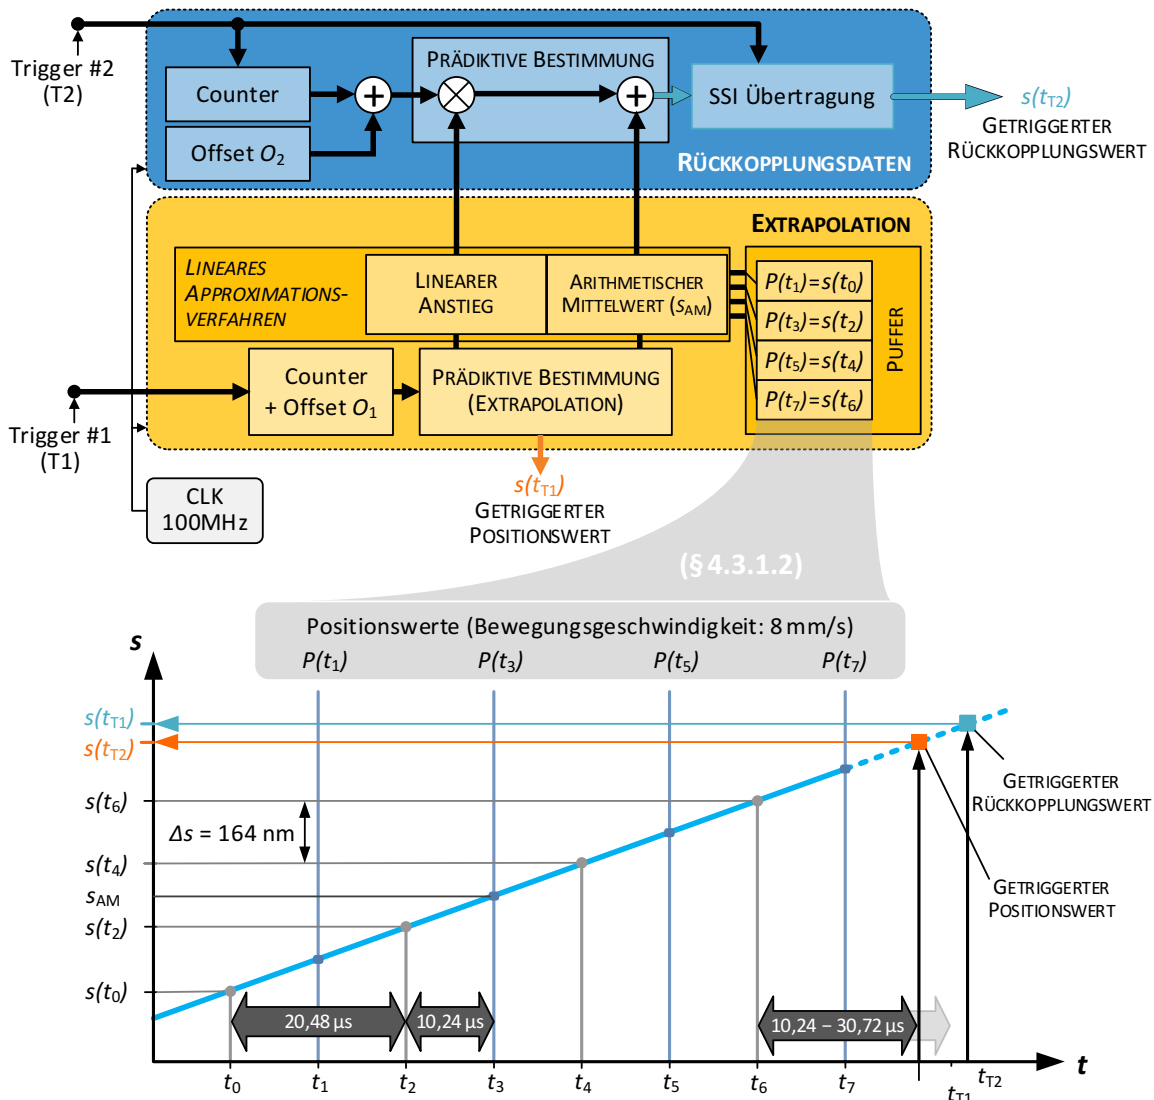 Trigger #2
(T2)
Counter
Offset O2
+
PRÄDIKTIVE BESTIMMUNG
+
SSI Übertragung
RÜCKKOPPLUNGSDATEN
s(tT2)
GETRIGGERTER
RÜCKKOPPLUNGSWERT
EXTRAPOLATION
LINEARES
APPROXIMATIONS-
VERFAHREN
LINEARER
ANSTIEG
ARITHMETISCHER
MITTELWERT (SAM)
P(t1)=s(t0)
P(t3)=s(t2)
P(t5)=s(t4)
P(t7)=s(t6)
PUFFER
Trigger #1
(T1)
Counter
+ Offset O1
PRÄDIKTIVE BESTIMMUNG
(EXTRAPOLATION)
s(tT1)
GETRIGGERTER
POSITIONSWERT
CLK
100MHz
(§ 4.3.1.2)
Positionswerte (Bewegungsgeschwindigkeit: 8 mm/s)
P(t1) P(t3) P(t5) P(t7)
s
s(tT1)
s(tT2)
s(t6)
Δs = 164 nm
s(t4)
sAM
s(t2)
s(t0)
GETRIGGERTER
RÜCKKOPPLUNGSWERT
GETRIGGERTER
POSITIONSWERT
20,48 µs
10,24 µs
10,24 – 30,72 µs
t0 t1 t2 t3 t4 t5 t6 t7 tT1 tT2
t